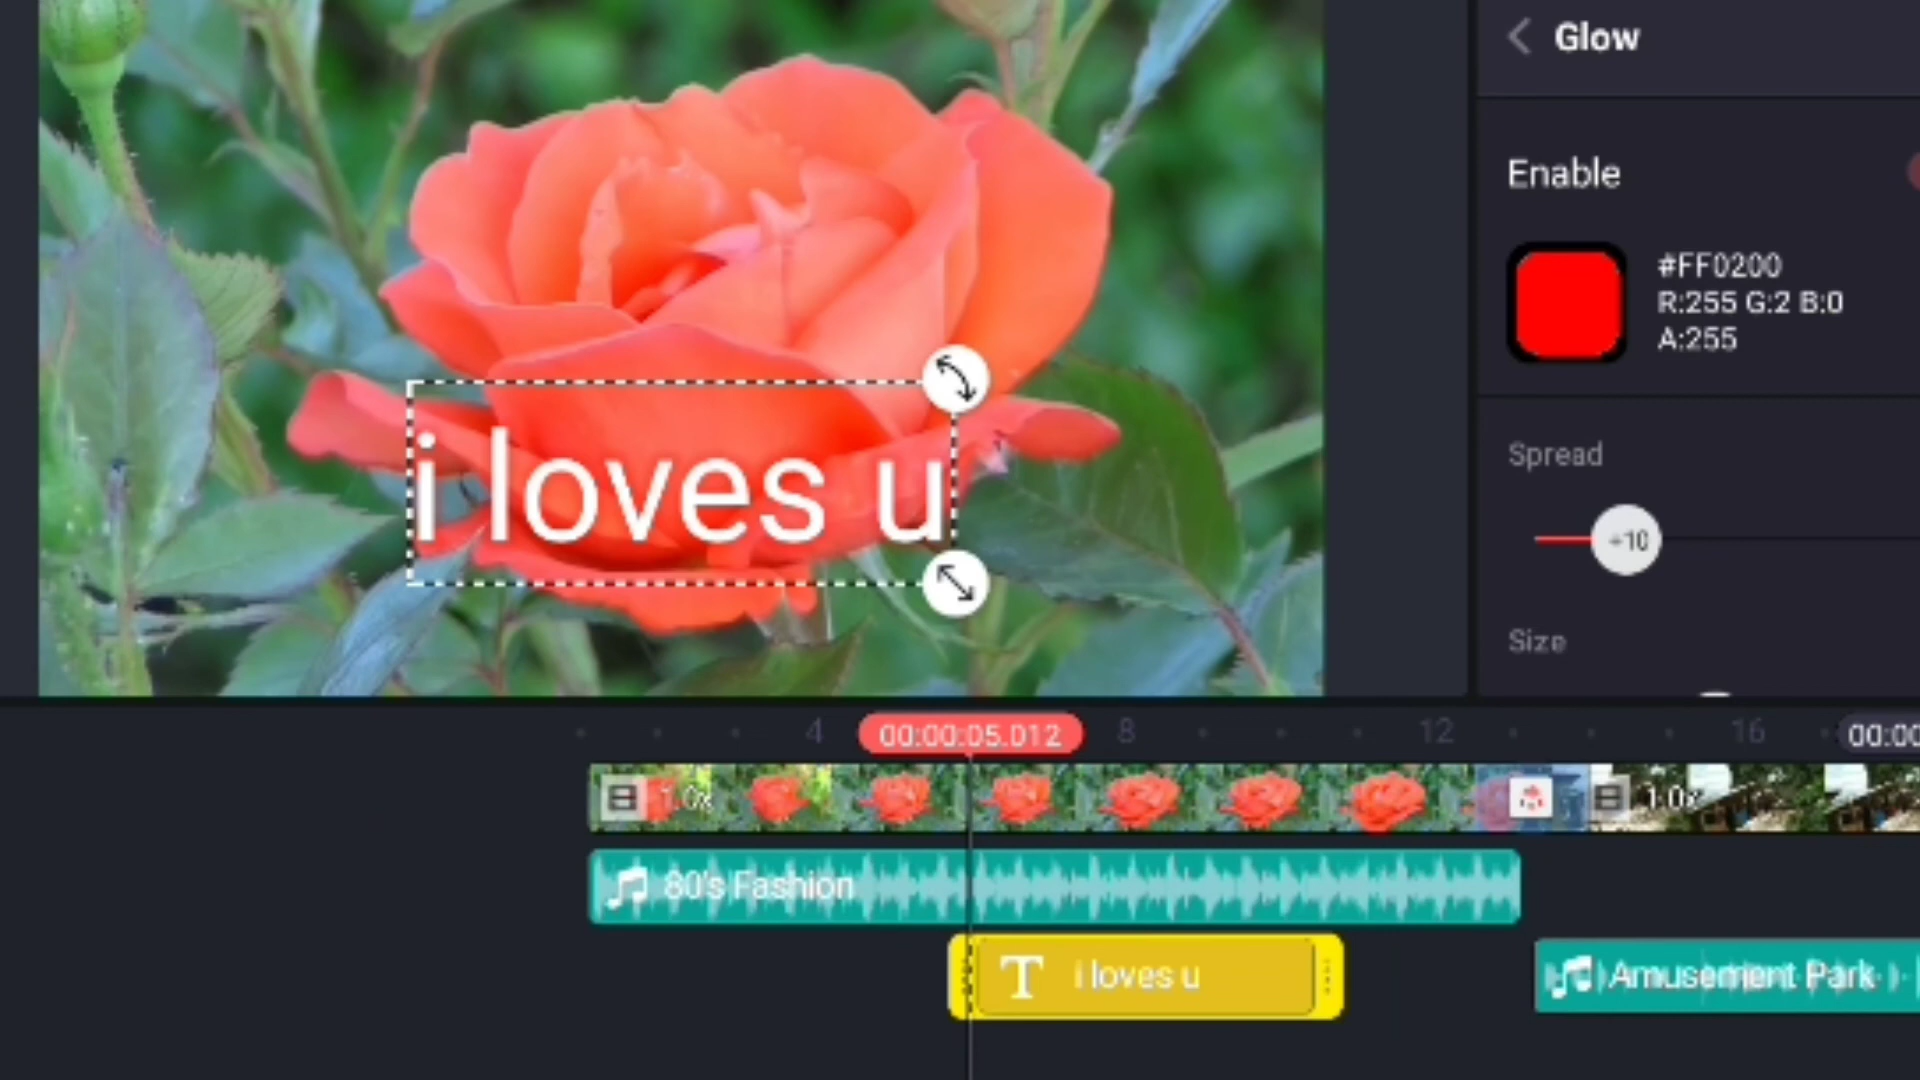 Glow
Enable
#FF0200
R:255 G:2 B:0
A:255
Spread
+10
Size
i loves u
4
00:00:05.012
8
12
16
00:00
1.0x
1.0x
80's Fashion
i loves u
Amusement Park